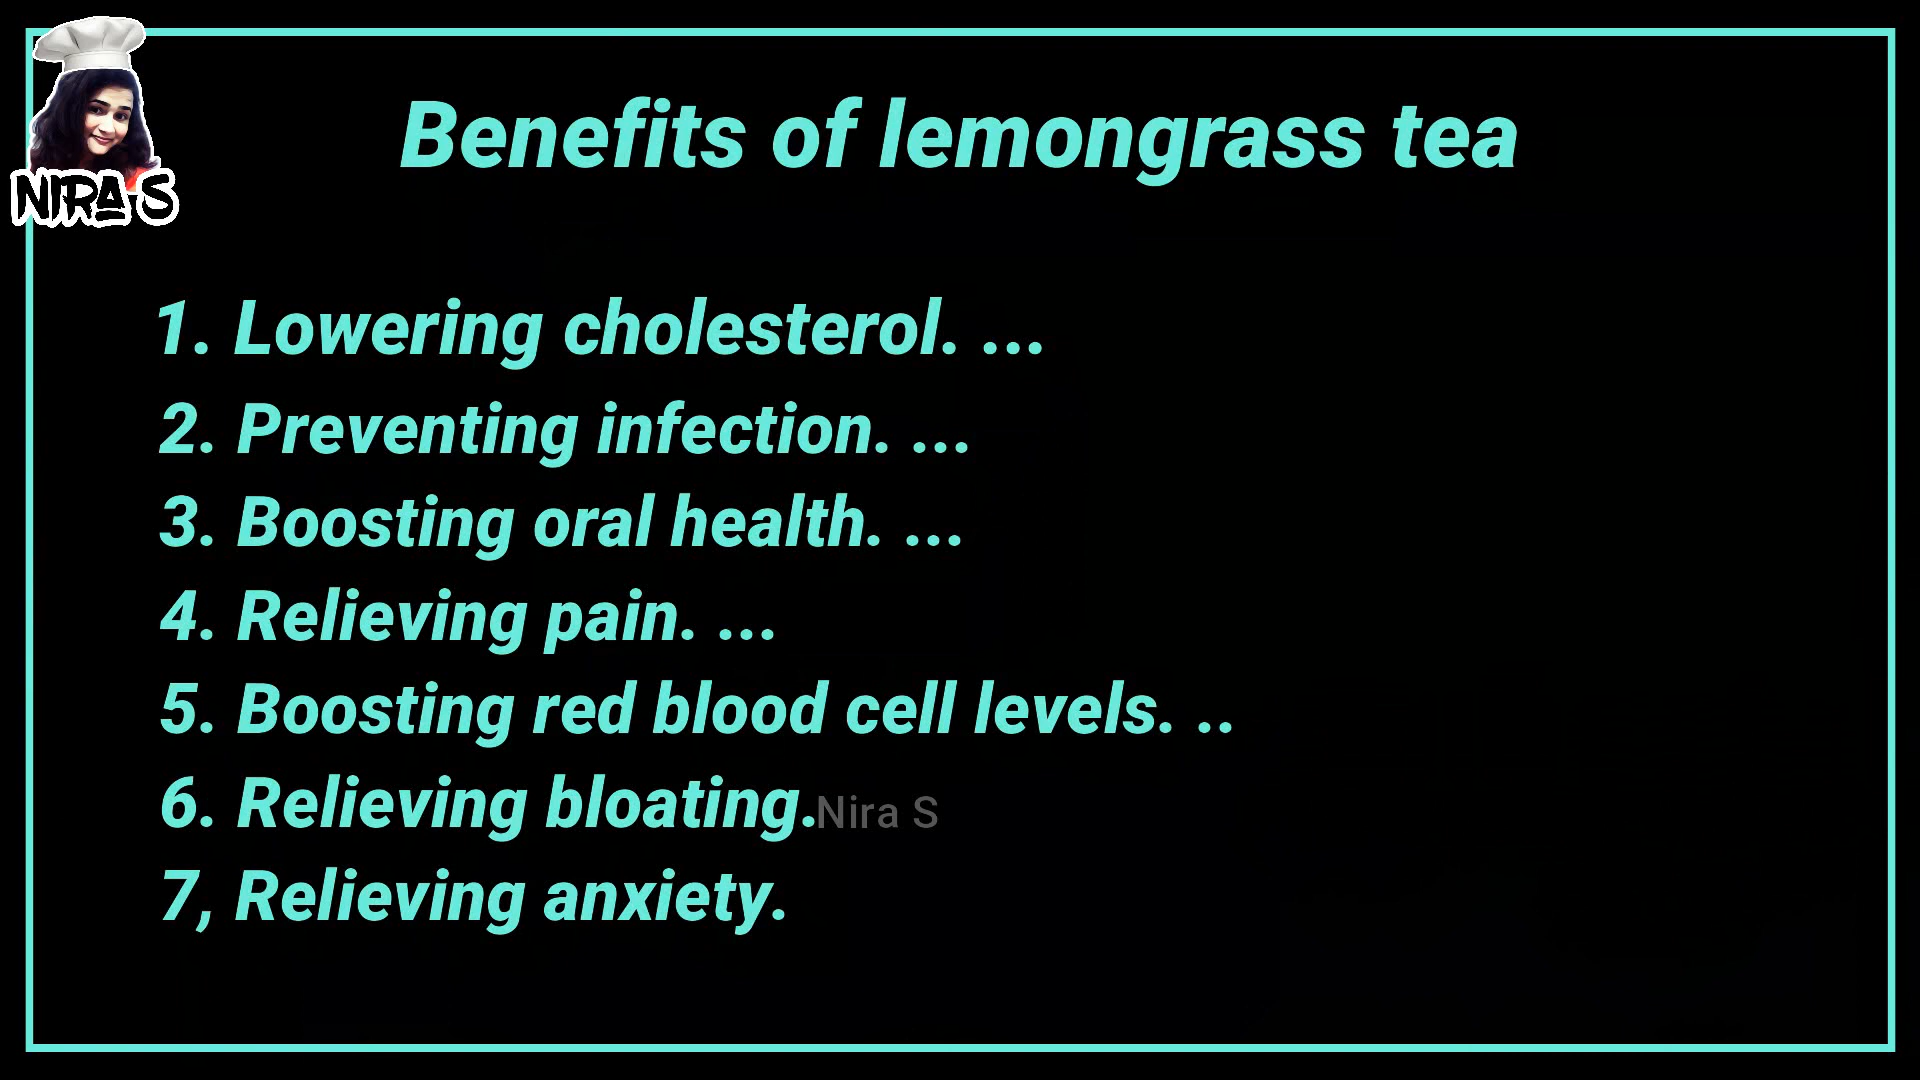 NIRA S
Benefits of lemongrass tea
1. Lowering cholesterol. ...
2. Preventing infection. ...
3. Boosting oral health. ...
4. Relieving pain. ...
5. Boosting red blood cell levels. ..
6. Relieving bloating.Nira S
7, Relieving anxiety.